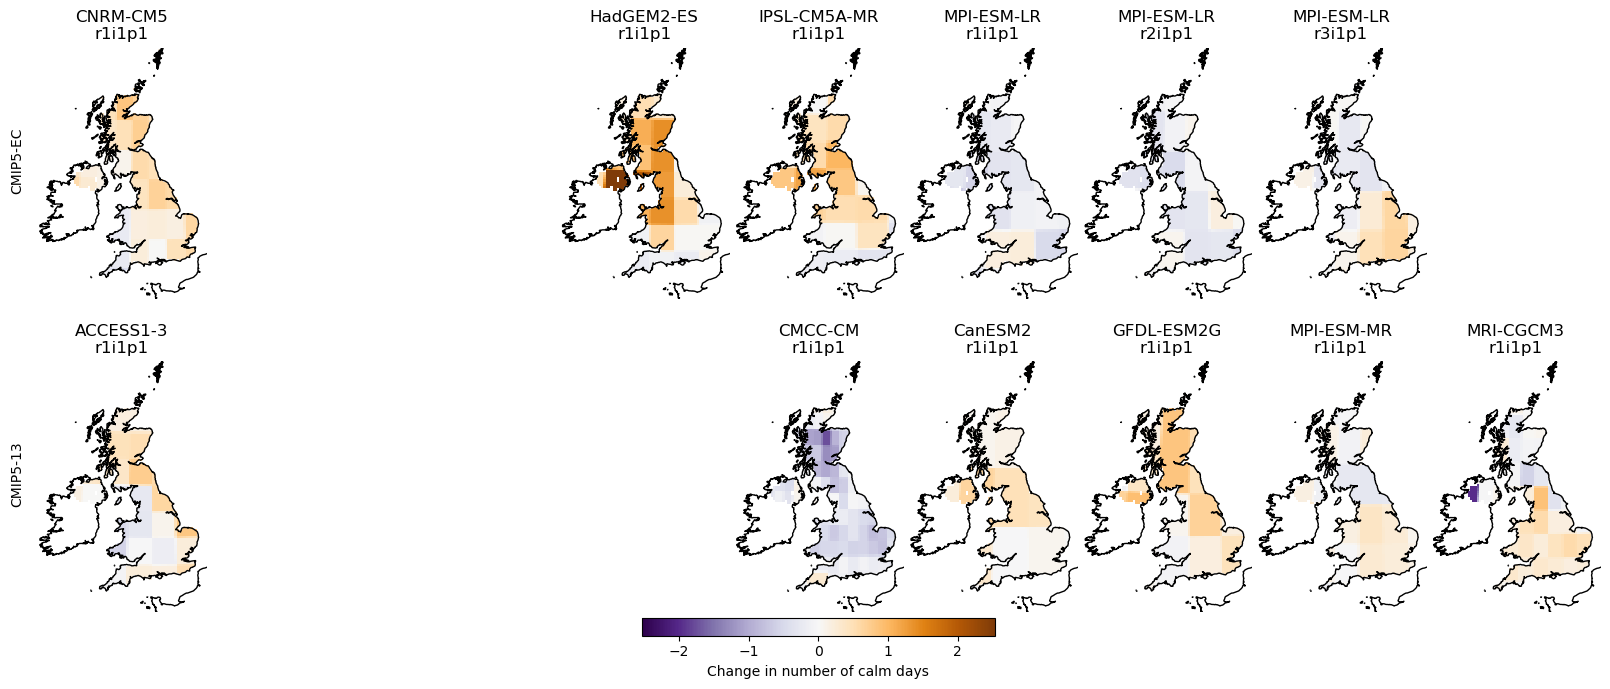 CNRM-CM5
r1i1p1
HadGEM2-ES
r1i1p1
IPSL-CM5A-MR
r1i1p1
MPI-ESM-LR
r1i1p1
MPI-ESM-LR
r2i1p1
MPI-ESM-LR
r3i1p1
CMIP5-EC
ACCESS1-3
r1i1p1
CMCC-CM
r1i1p1
CanESM2
r1i1p1
GFDL-ESM2G
r1i1p1
MPI-ESM-MR
r1i1p1
MRI-CGCM3
r1i1p1
CMIP5-13
−2 −1 0 1 2
Change in number of calm days